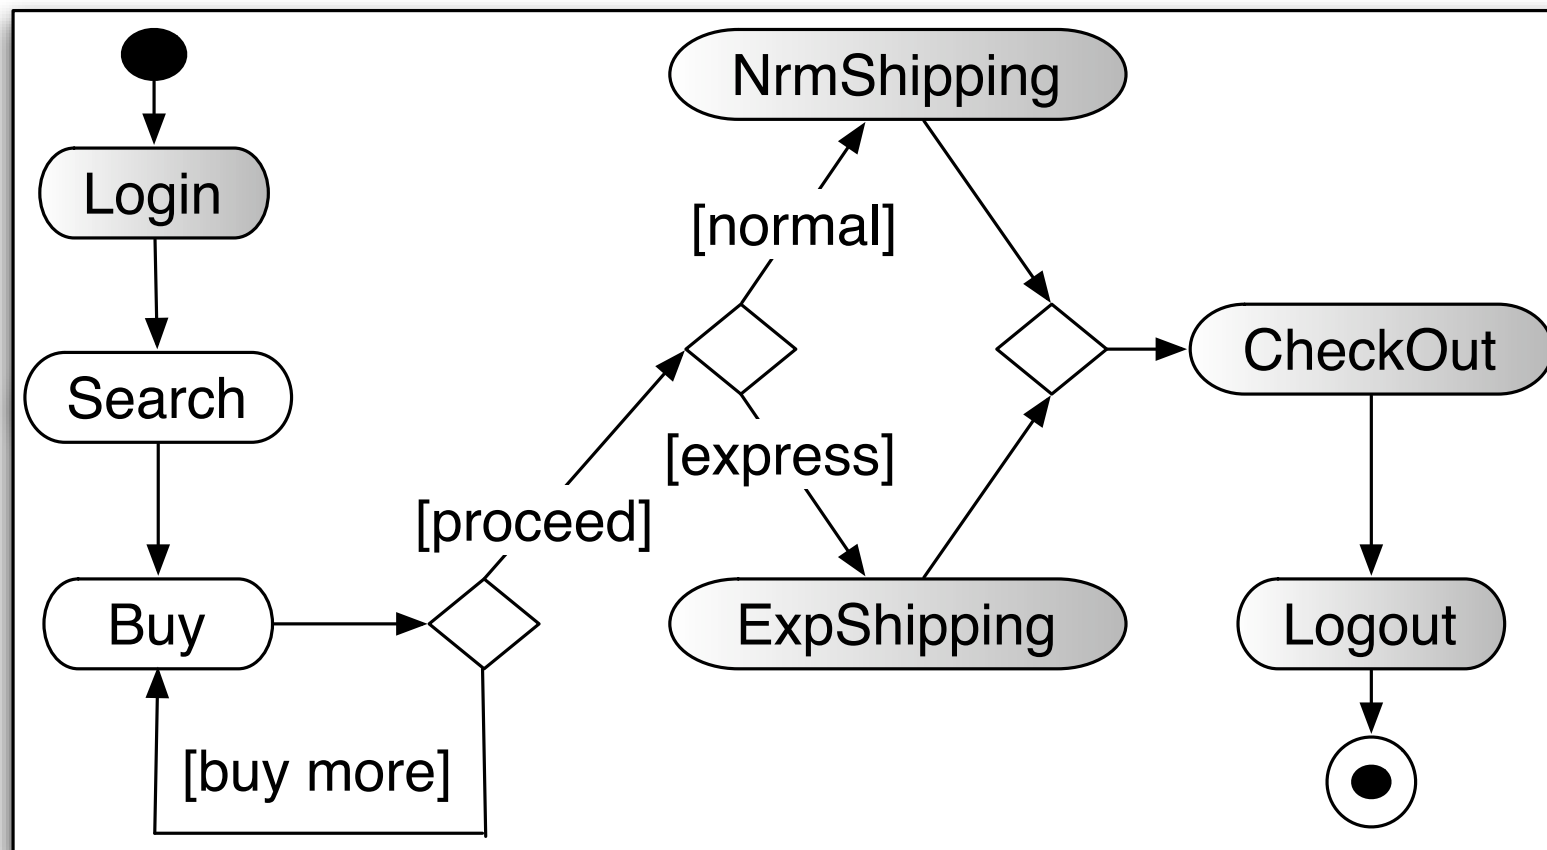 Login
Search
Buy
[buy more]
[proceed]
[normal]
[express]
NrmShipping
ExpShipping
CheckOut
Logout